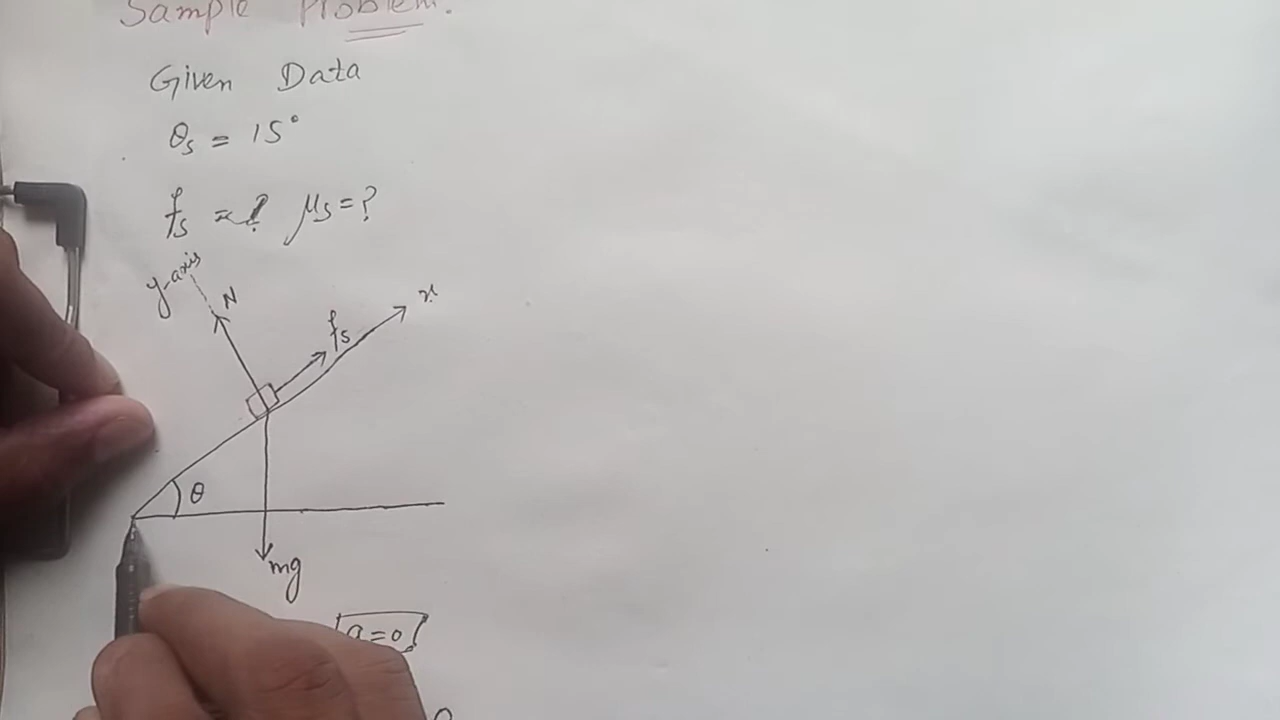 Sample Problem.
Given Data
θs = 15°
fs = ? μs = ?
y-axis
N
fs
x
θ
mg
a = 0